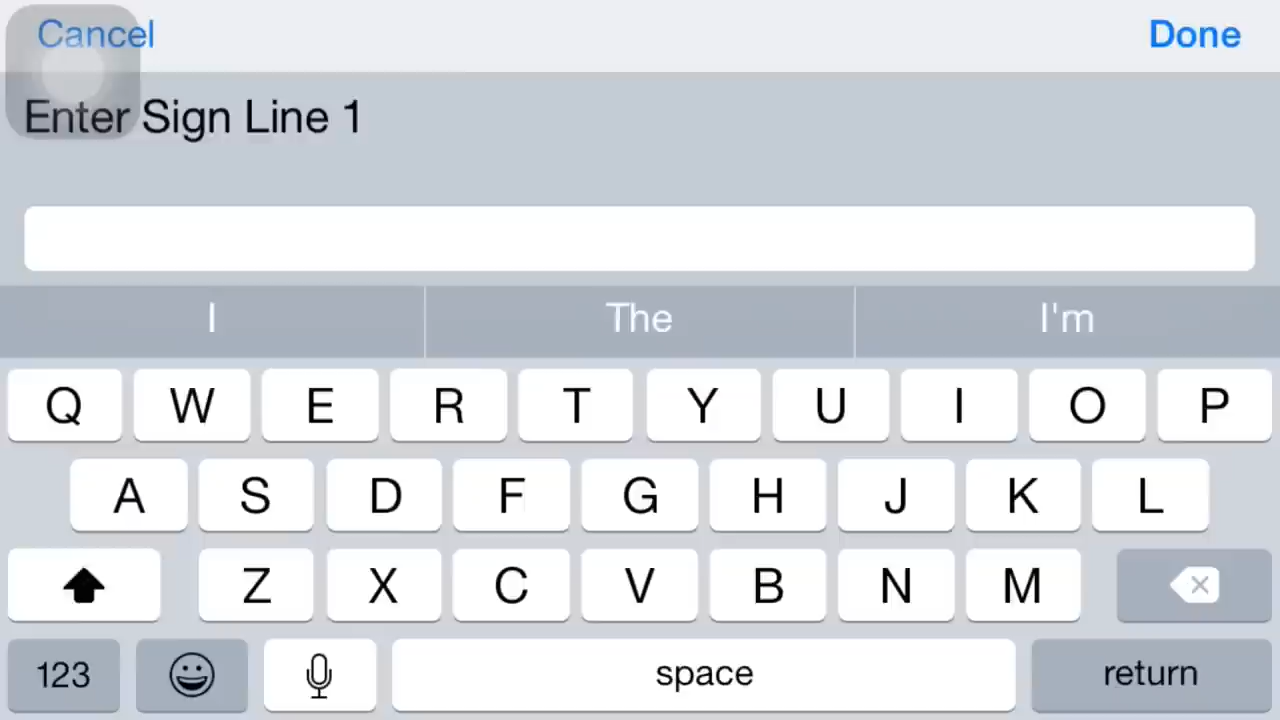 Cancel Done
Enter Sign Line 1
I The I'm
Q W E R T Y U I O P
A S D F G H J K L
Z X C V B N M
123 space return